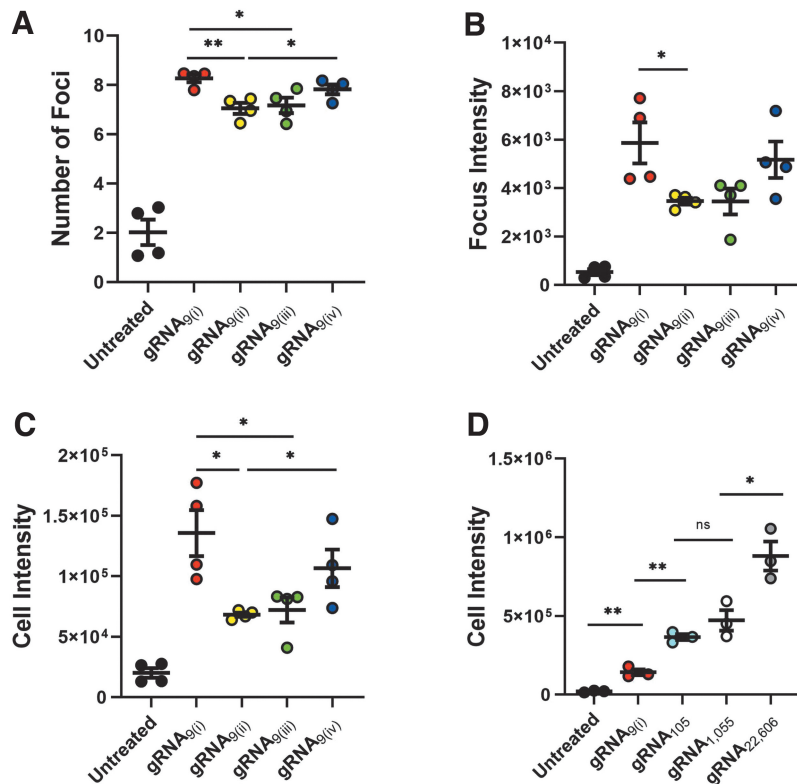 A
Number of Foci
10
8
6
4
2
0
*
** *
Untreated
gRNA9(i)
gRNA9(ii)
gRNA9(iii)
gRNA9(iv)
B
Focus Intensity
1×10⁴
8×10³
6×10³
4×10³
2×10³
0
*
Untreated
gRNA9(i)
gRNA9(ii)
gRNA9(iii)
gRNA9(iv)
C
Cell Intensity
2×10⁵
1.5×10⁵
1×10⁵
5×10⁴
0
*
* *
Untreated
gRNA9(i)
gRNA9(ii)
gRNA9(iii)
gRNA9(iv)
D
Cell Intensity
1.5×10⁶
1×10⁶
5×10⁵
0
*
ns
**
**
Untreated
gRNA9(i)
gRNA105
gRNA1,055
gRNA22,606